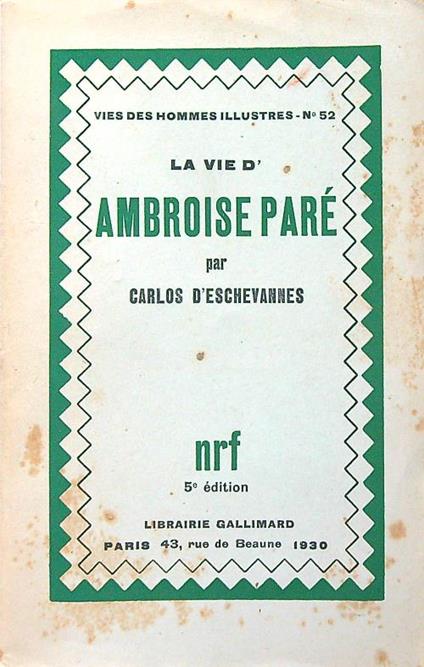 VIES DES HOMMES ILLUSTRES - Nº 52
LA VIE D'
AMBROISE PARÉ
par
CARLOS D'ESCHEVANNES
nrf
5e édition
LIBRAIRIE GALLIMARD
PARIS 43, rue de Beaune 1930